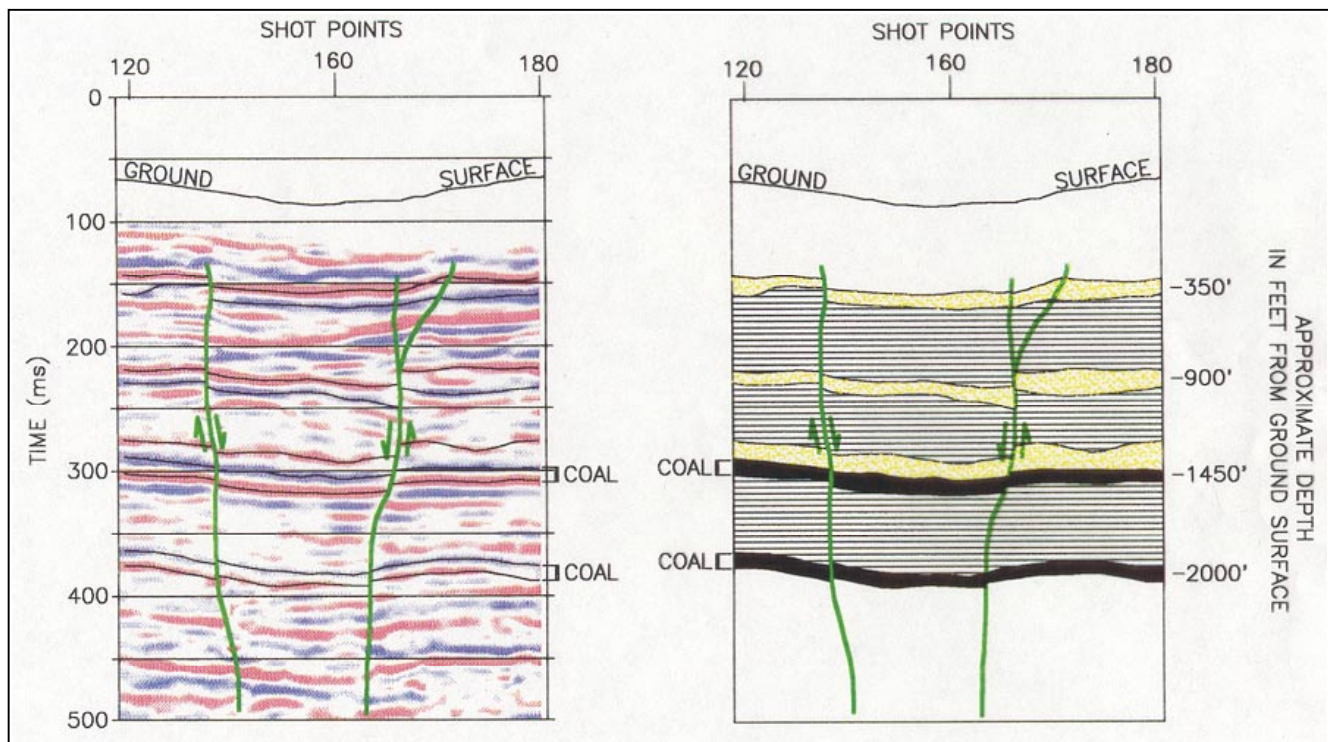 SHOT POINTS
120 160 180
0
GROUND SURFACE
100
200
TIME (ms)
300
COAL
COAL
400
500
SHOT POINTS
120 160 180
GROUND SURFACE
-350'
-900'
COAL
-1450'
COAL
-2000'
APPROXIMATE DEPTH
IN FEET FROM GROUND SURFACE